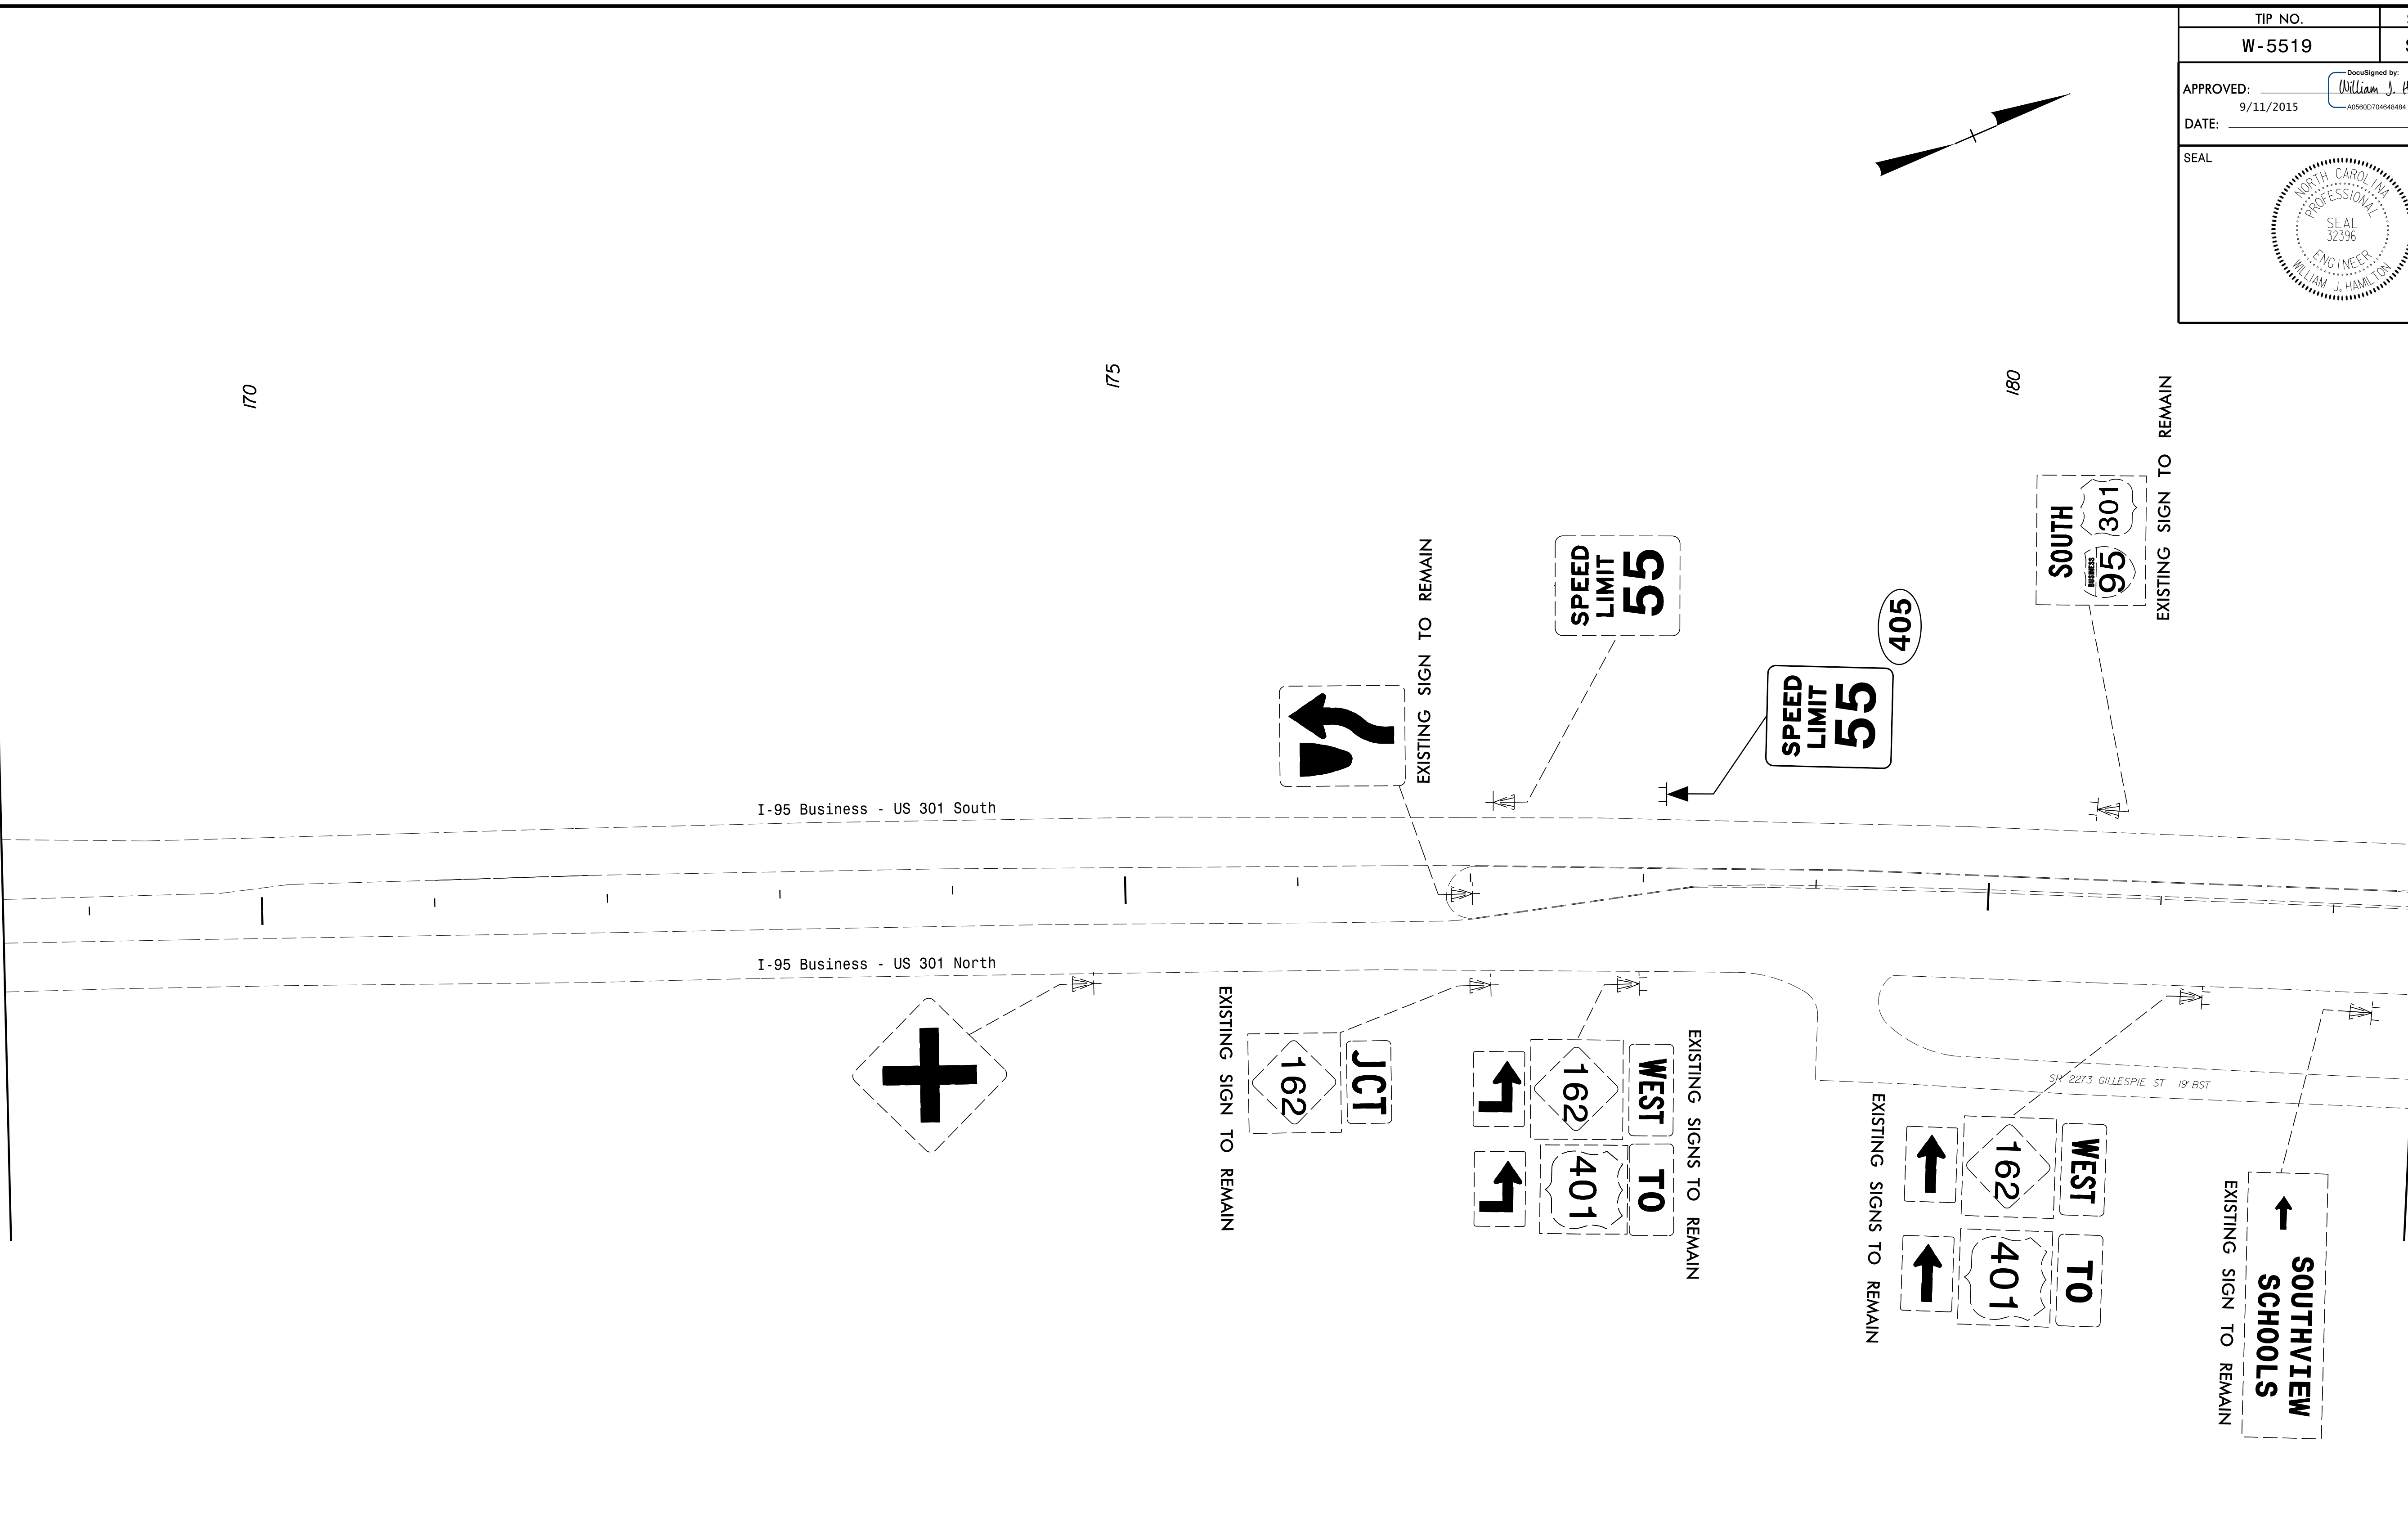 TIP NO.
W-5519
APPROVED:
DocuSigned by:
William J. H
A0560D704648484
9/11/2015
DATE:
SEAL
NORTH CAROLINA
PROFESSIONAL
SEAL
32396
ENGINEER
WILLIAM J. HAMILTON
170
175
180
SOUTH
BUSINESS
95
301
EXISTING SIGN TO REMAIN
SPEED
LIMIT
55
405
SPEED
LIMIT
55
EXISTING SIGN TO REMAIN
I-95 Business - US 301 South
I-95 Business - US 301 North
JCT
162
EXISTING SIGN TO REMAIN
WEST
162
TO
401
EXISTING SIGNS TO REMAIN
SR 2273 GILLESPIE ST 19' BST
WEST
162
TO
401
EXISTING SIGNS TO REMAIN
SOUTHVIEW
SCHOOLS
EXISTING SIGN TO REMAIN